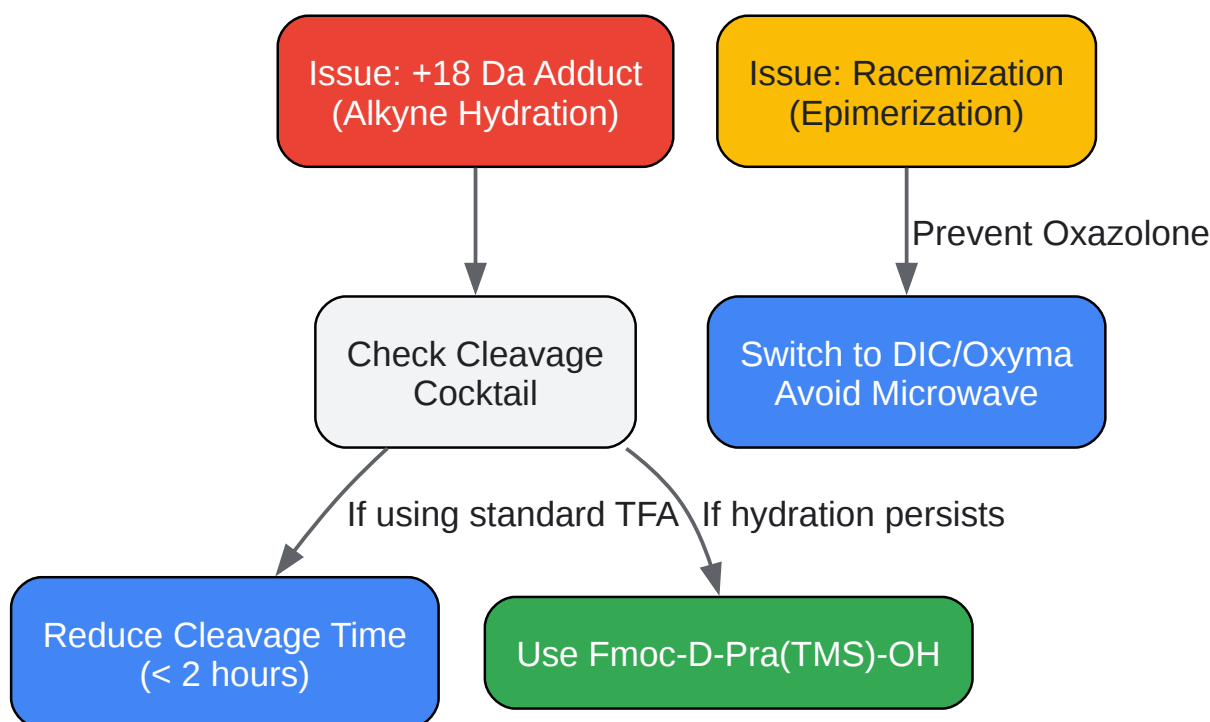 Issue: +18 Da Adduct
(Alkyne Hydration)
Issue: Racemization
(Epimerization)
Prevent Oxazolone
Check Cleavage
Cocktail
Switch to DIC/Oxyma
Avoid Microwave
If using standard TFA
If hydration persists
Reduce Cleavage Time
(< 2 hours)
Use Fmoc-D-Pra(TMS)-OH